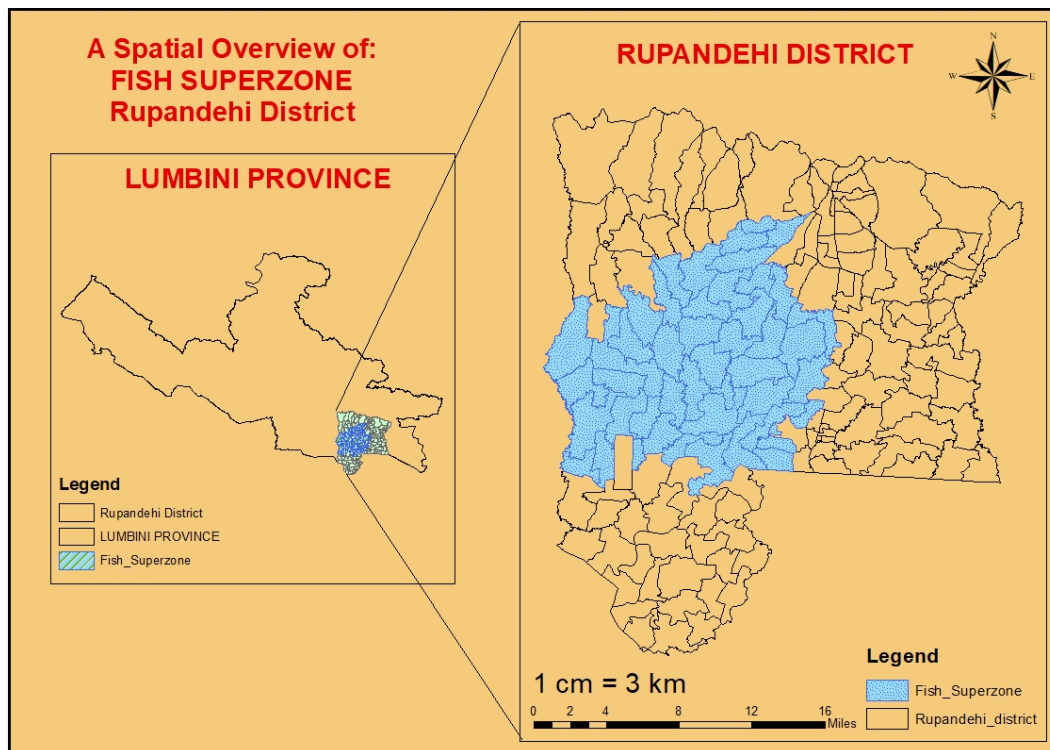 A Spatial Overview of:
FISH SUPERZONE
Rupandehi District
LUMBINI PROVINCE
Legend
Rupandehi District
LUMBINI PROVINCE
Fish_Superzone
RUPANDEHI DISTRICT
N
W
E
S
1 cm = 3 km
0 2 4 8 12 16
Miles
Legend
Fish_Superzone
Rupandehi_district